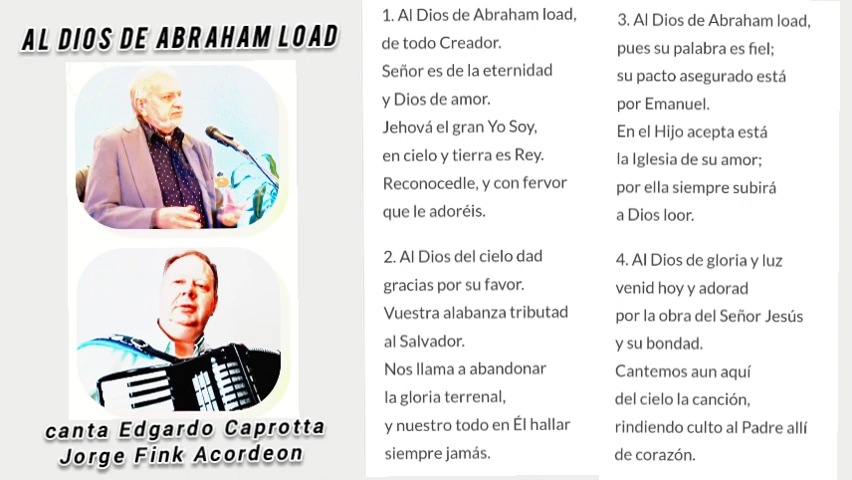 AL DIOS DE ABRAHAM LOAD
canta Edgardo Caprotta
Jorge Fink Acordeon
1. Al Dios de Abraham load,
de todo Creador.
Señor es de la eternidad
y Dios de amor.
Jehová el gran Yo Soy,
en cielo y tierra es Rey.
Reconocedle, y con fervor
que le adoréis.
2. Al Dios del cielo dad
gracias por su favor.
Vuestra alabanza tributad
al Salvador.
Nos llama a abandonar
la gloria terrenal,
y nuestro todo en Él hallar
siempre jamás.
3. Al Dios de Abraham load,
pues su palabra es fiel;
su pacto asegurado está
por Emanuel.
En el Hijo acepta está
la Iglesia de su amor;
por ella siempre subirá
a Dios loor.
4. Al Dios de gloria y luz
venid hoy y adorad
por la obra del Señor Jesús
y su bondad.
Cantemos aun aquí
del cielo la canción,
rindiendo culto al Padre allí
de corazón.